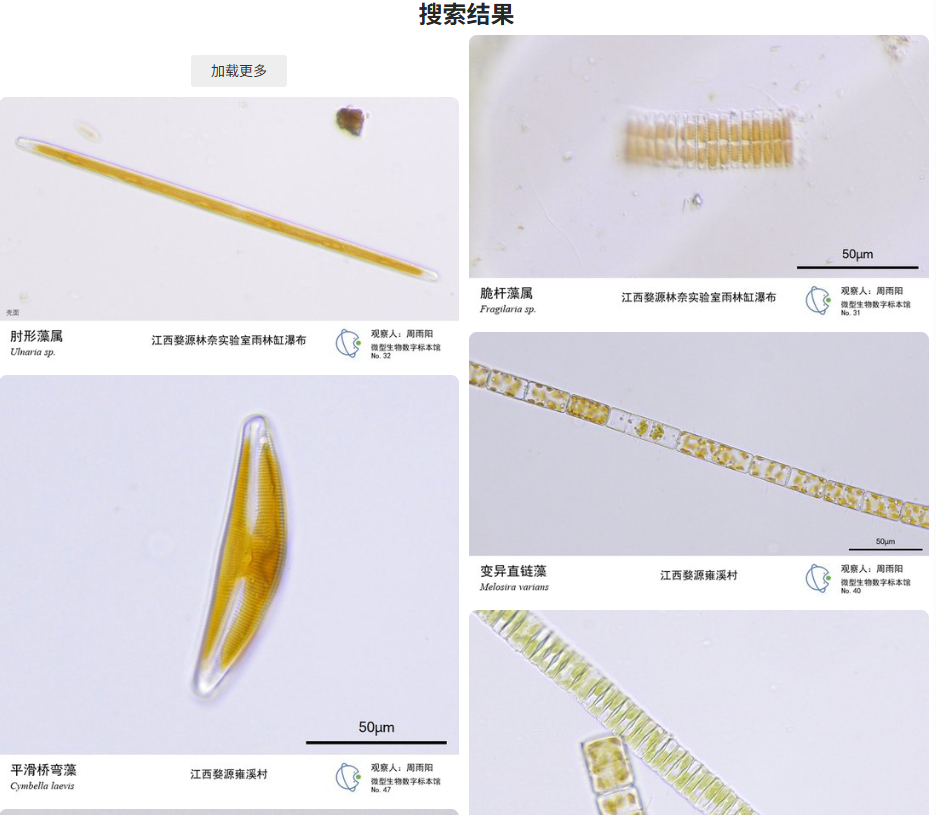 搜索结果
加载更多
壳面
肘形藻属
Ulnaria sp.
江西婺源林奈实验室雨林缸瀑布
观察人：周雨阳
微型生物数字标本馆
No. 32
50μm
平滑桥弯藻
Cymbella laevis
江西婺源雍溪村
观察人：周雨阳
微型生物数字标本馆
No. 47
50μm
脆杆藻属
Fragilaria sp.
江西婺源林奈实验室雨林缸瀑布
观察人：周雨阳
微型生物数字标本馆
No. 31
50μm
变异直链藻
Melosira varians
江西婺源雍溪村
观察人：周雨阳
微型生物数字标本馆
No. 40